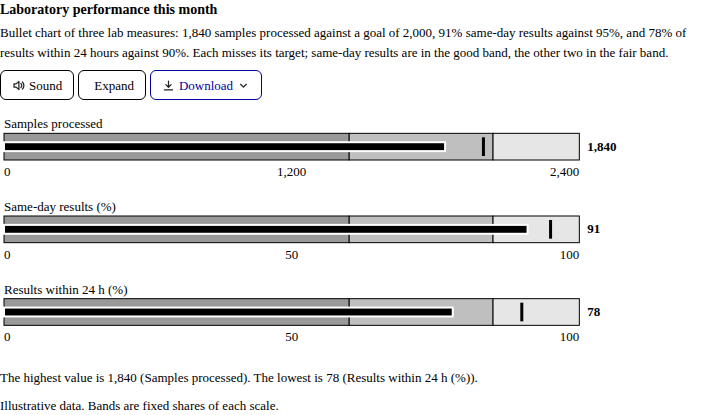 Laboratory performance this month
Bullet chart of three lab measures: 1,840 samples processed against a goal of 2,000, 91% same-day results against 95%, and 78% of
results within 24 hours against 90%. Each misses its target; same-day results are in the good band, the other two in the fair band.
Sound Expand Download
Samples processed
1,840
0 1,200 2,400
Same-day results (%)
91
0 50 100
Results within 24 h (%)
78
0 50 100
The highest value is 1,840 (Samples processed). The lowest is 78 (Results within 24 h (%)).
Illustrative data. Bands are fixed shares of each scale.